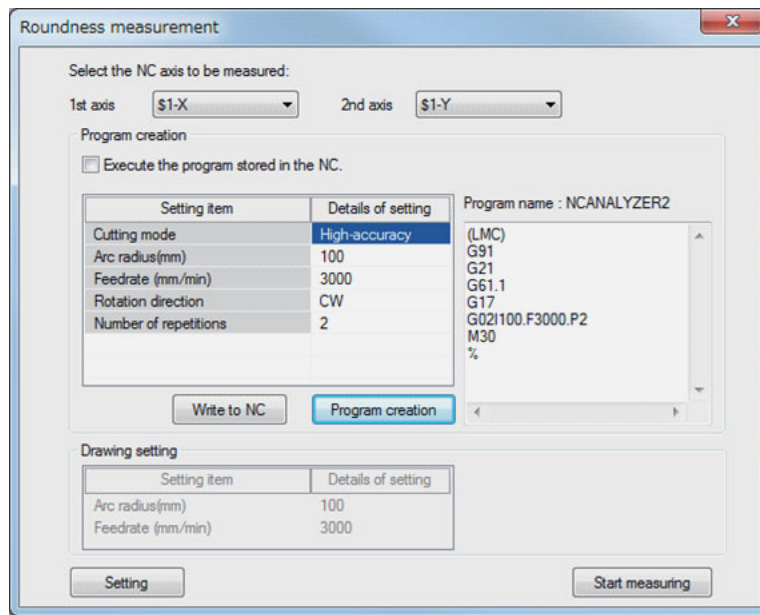 Roundness measurement
Select the NC axis to be measured:
1st axis $1-X 2nd axis $1-Y
Program creation
Execute the program stored in the NC.
Setting item Details of setting
Cutting mode High-accuracy
Arc radius(mm) 100
Feedrate (mm/min) 3000
Rotation direction CW
Number of repetitions 2
Write to NC Program creation
Program name : NCANALYZER2
(LMC)
G91
G21
G61.1
G17
G02I100.F3000.P2
M30
%
Drawing setting
Setting item Details of setting
Arc radius(mm) 100
Feedrate (mm/min) 3000
Setting Start measuring